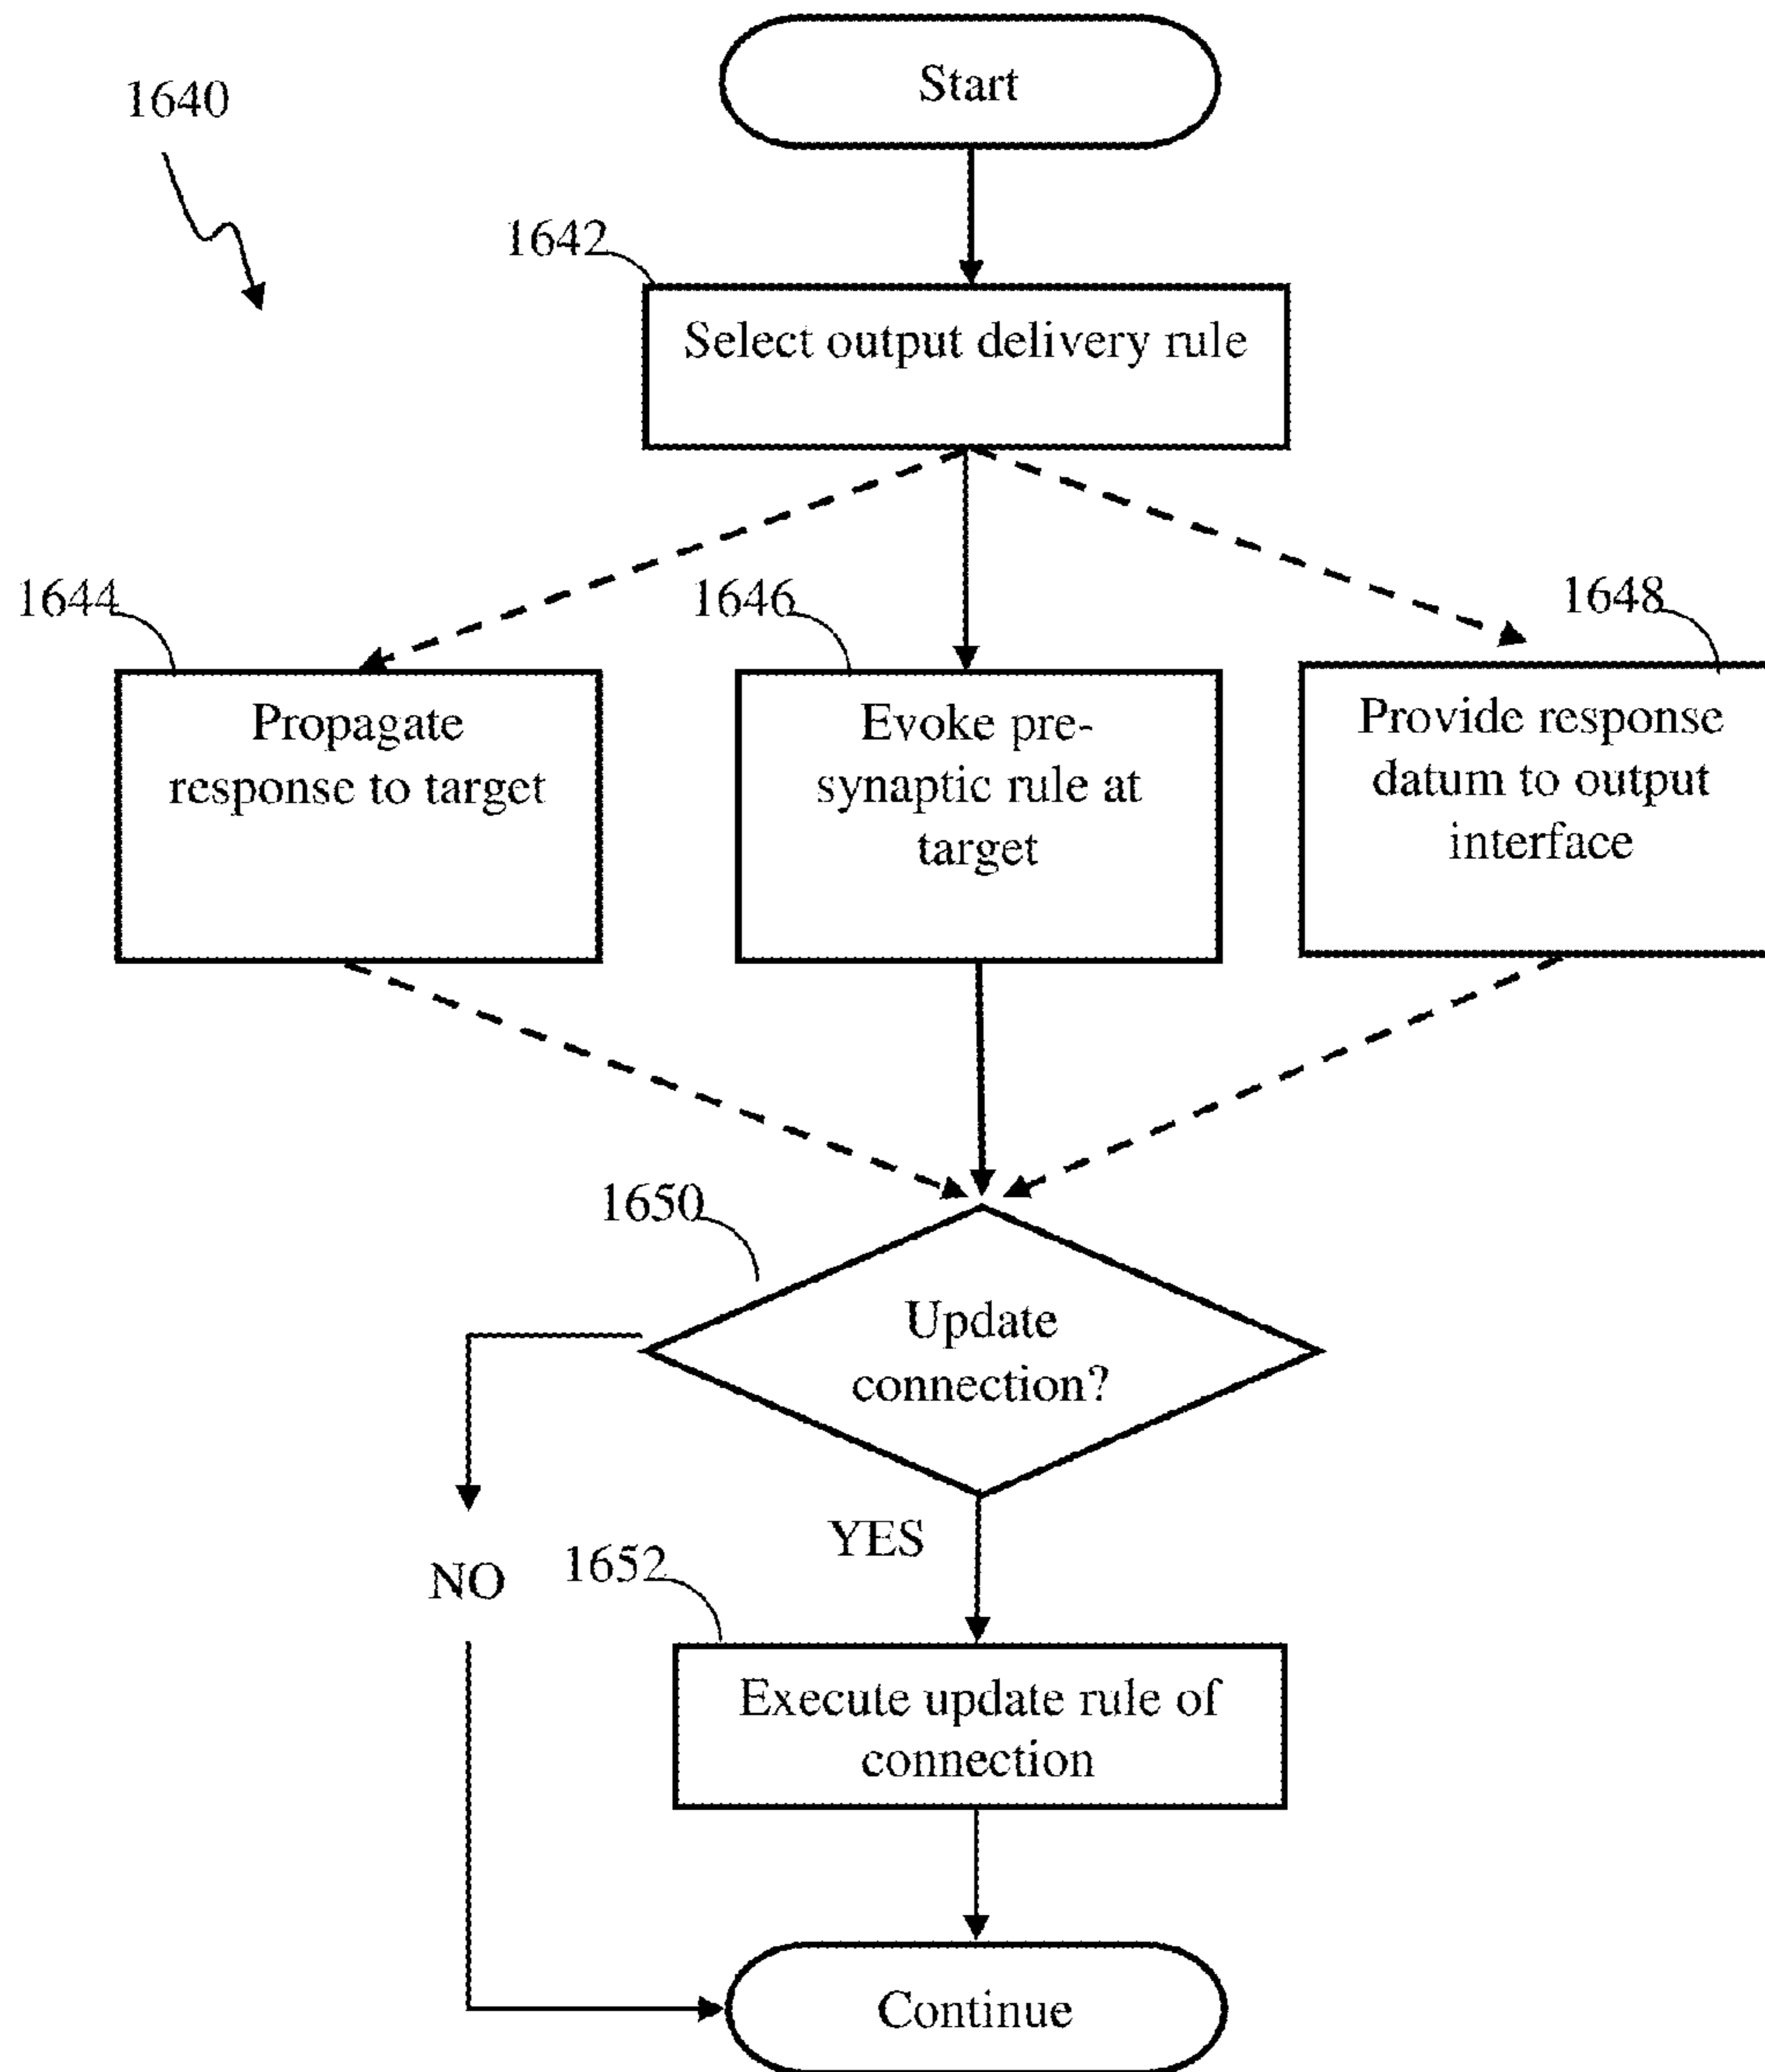 Start
1640
1642
Select output delivery rule
1644
1646
1648
Propagate
response to target
Evoke pre-
synaptic rule at
target
Provide response
datum to output
interface
1650
Update
connection?
YES
NO
1652
Execute update rule of
connection
Continue